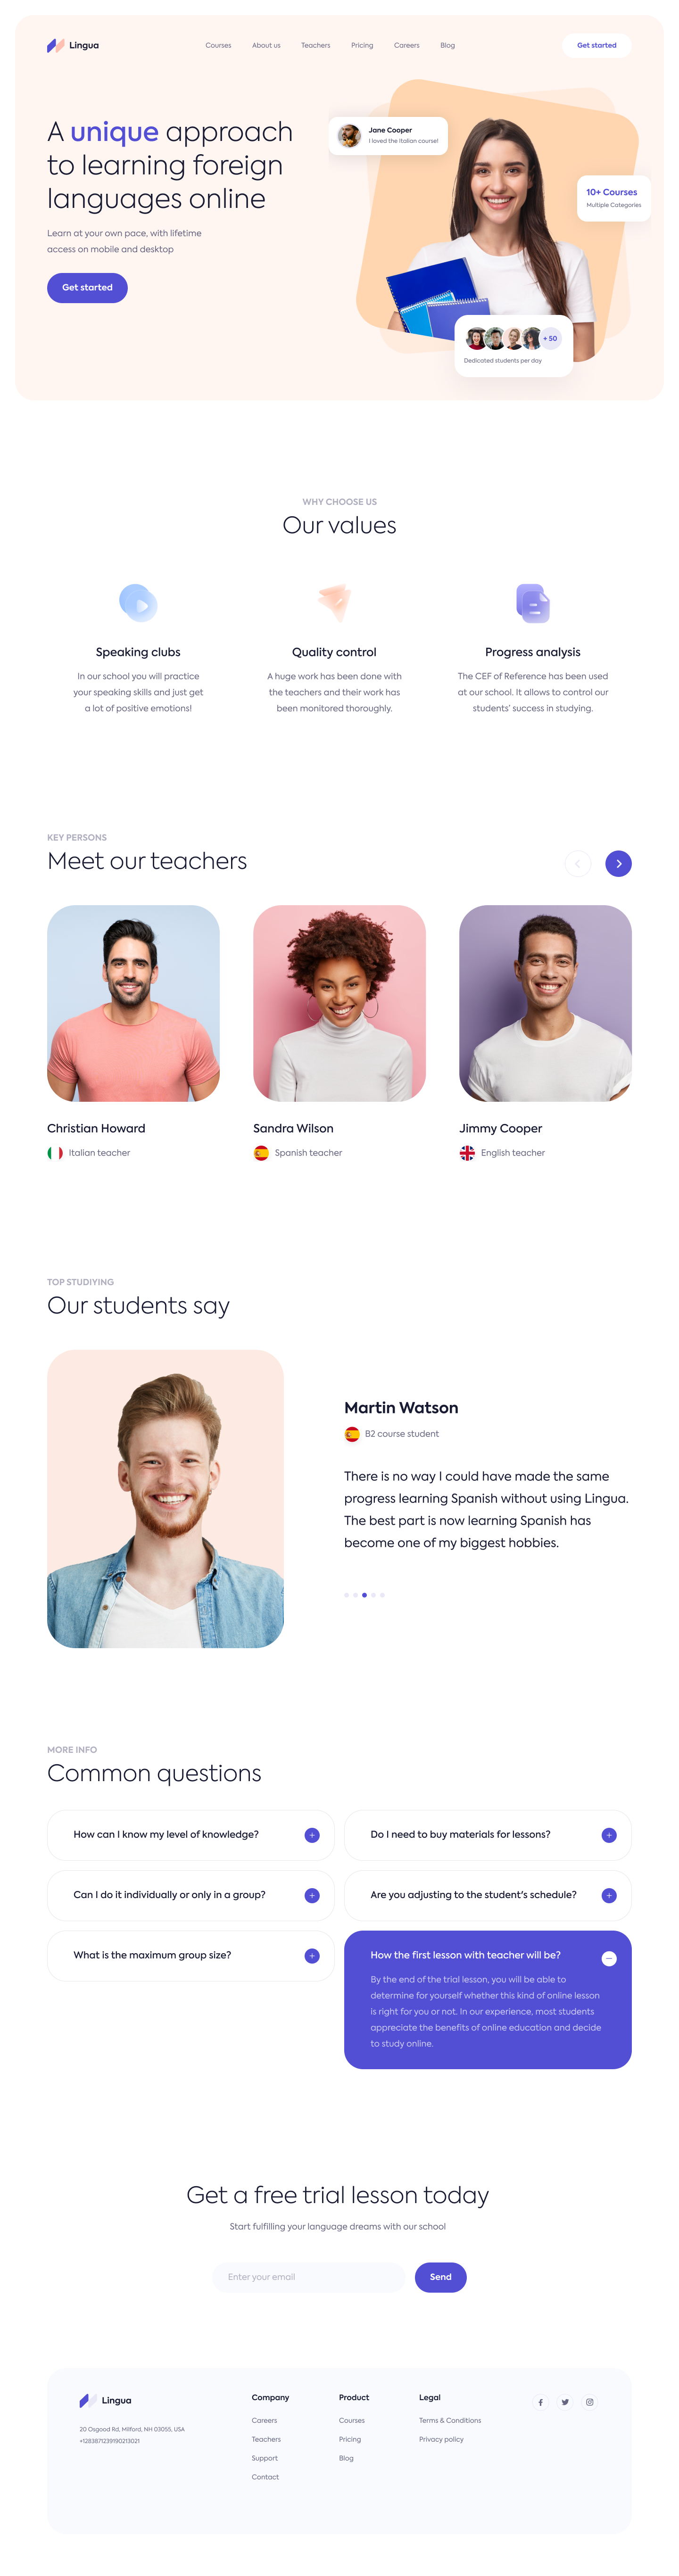 Lingua
Courses
About us
Teachers
Pricing
Careers
Blog
Get started
A unique approach
to learning foreign
languages online
Learn at your own pace, with lifetime
access on mobile and desktop
Get started
Jane Cooper
I loved the Italian course!
10+ Courses
Multiple Categories
+ 50
Dedicated students per day
WHY CHOOSE US
Our values
Speaking clubs
In our school you will practice
your speaking skills and just get
a lot of positive emotions!
Quality control
A huge work has been done with
the teachers and their work has
been monitored thoroughly.
Progress analysis
The CEF of Reference has been used
at our school. It allows to control our
students' success in studying.
KEY PERSONS
Meet our teachers
Christian Howard
Italian teacher
Sandra Wilson
Spanish teacher
Jimmy Cooper
English teacher
TOP STUDIYING
Our students say
Martin Watson
B2 course student
There is no way I could have made the same
progress learning Spanish without using Lingua.
The best part is now learning Spanish has
become one of my biggest hobbies.
MORE INFO
Common questions
How can I know my level of knowledge?
Do I need to buy materials for lessons?
Can I do it individually or only in a group?
Are you adjusting to the student's schedule?
What is the maximum group size?
How the first lesson with teacher will be?
By the end of the trial lesson, you will be able to
determine for yourself whether this kind of online lesson
is right for you or not. In our experience, most students
appreciate the benefits of online education and decide
to study online.
Get a free trial lesson today
Start fulfilling your language dreams with our school
Enter your email
Send
Lingua
20 Osgood Rd, Milford, NH 03055, USA
+1283871239190213021
Company
Careers
Teachers
Support
Contact
Product
Courses
Pricing
Blog
Legal
Terms & Conditions
Privacy policy